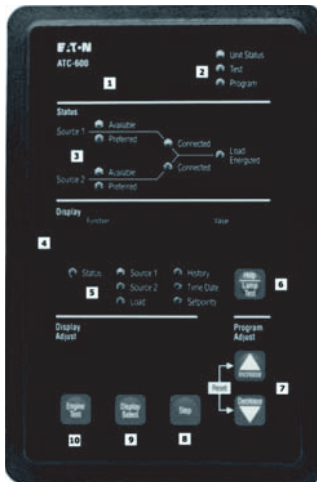 EATON
ATC-600
1
2
Unit Status
Test
Program
Status
Source 1
Available
Preferred
3
Connected
Load
Energized
Connected
Source 2
Available
Preferred
Display
Function
Value
4
Status
Source 1
History
Source 2
Time Date
Load
Setpoints
5
Help
Lamp
Test
6
Display
Adjust
Program
Adjust
Increase
Reset
7
Decrease
Engine
Test
Display
Select
Step
10
9
8